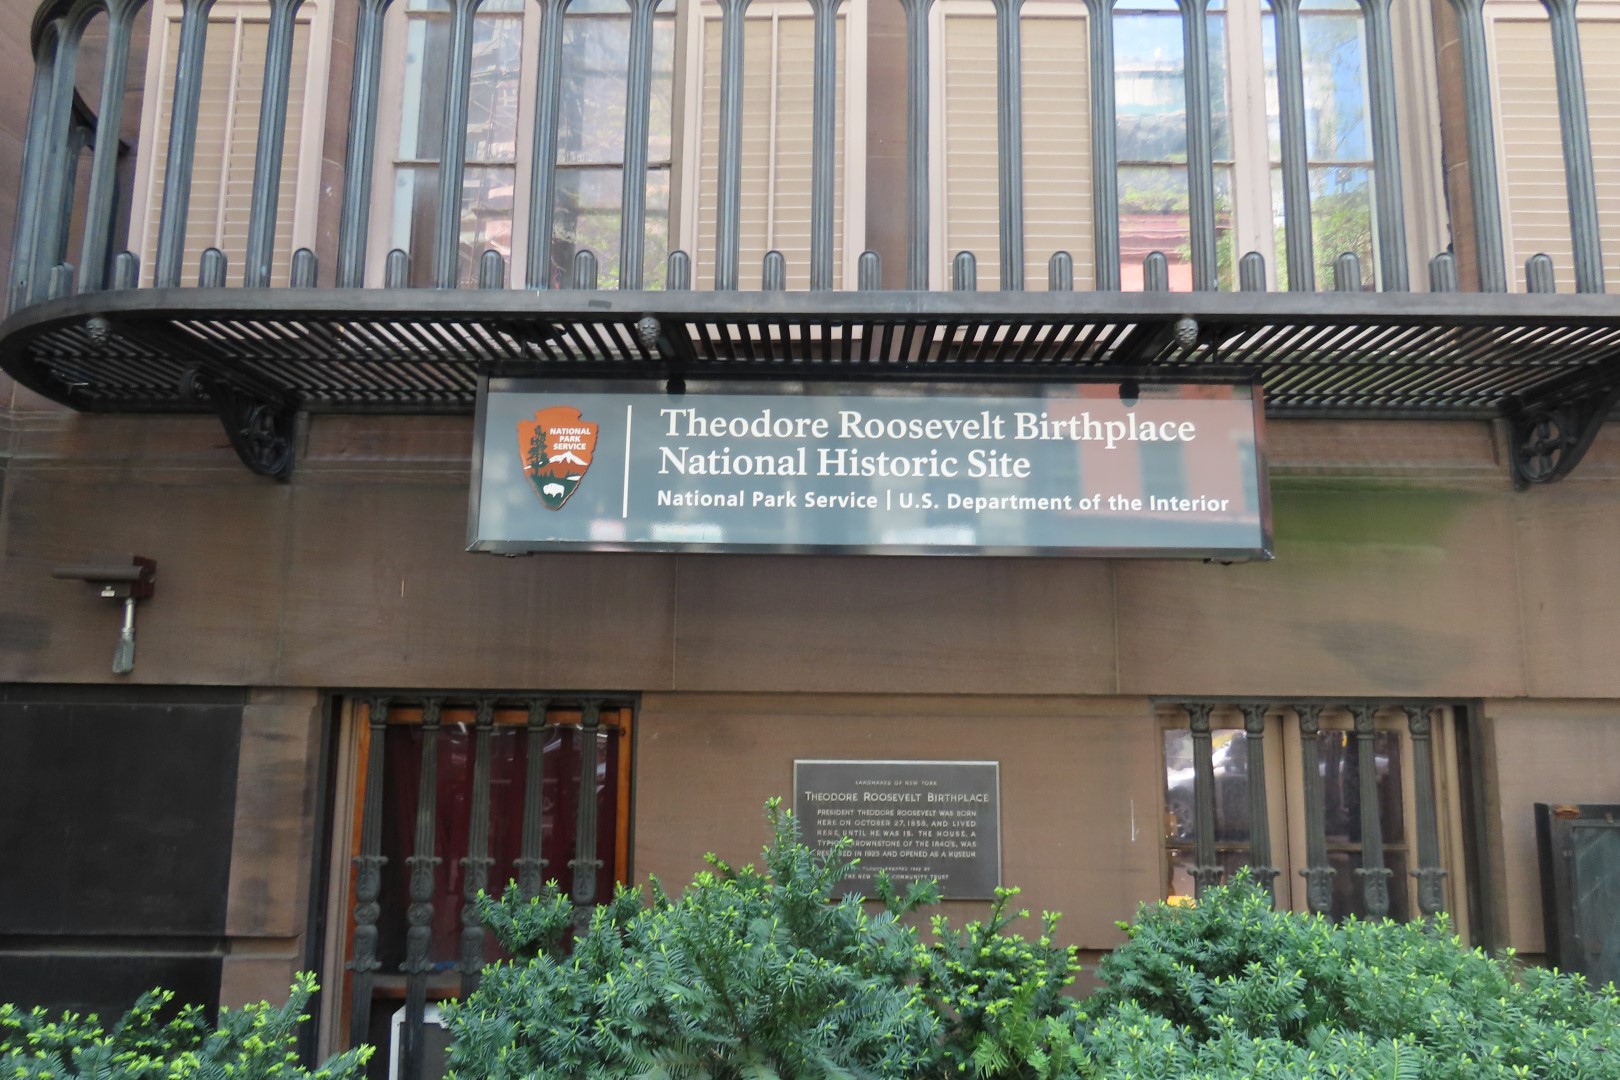 NATIONAL
PARK
SERVICE
Theodore Roosevelt Birthplace
National Historic Site
National Park Service | U.S. Department of the Interior
LANDMARKS OF NEW YORK
THEODORE ROOSEVELT BIRTHPLACE
PRESIDENT THEODORE ROOSEVELT WAS BORN
HERE ON OCTOBER 27, 1858, AND LIVED
HERE UNTIL HE WAS 15. THE HOUSE, A
BROWNSTONE OF THE 1840'S, WAS
IN 1923 AND OPENED AS A MUSEUM
THE NEW COMMUNITY TRUST